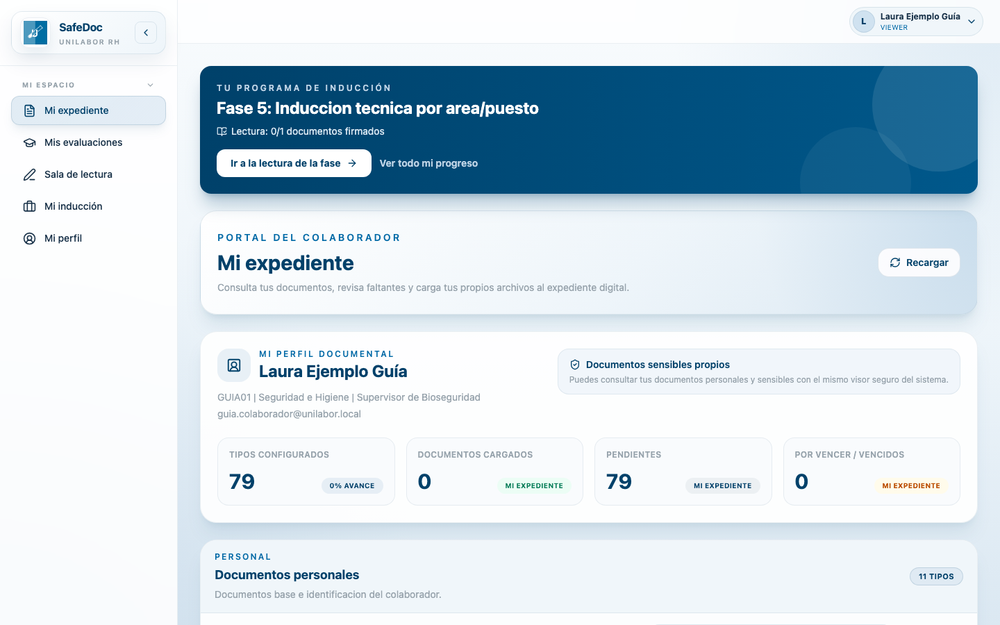 SafeDoc
UNILABOR RH
MI ESPACIO
Mi expediente
Mis evaluaciones
Sala de lectura
Mi inducción
Mi perfil
L
Laura Ejemplo Guía
VIEWER
TU PROGRAMA DE INDUCCIÓN
Fase 5: Induccion tecnica por area/puesto
Lectura: 0/1 documentos firmados
Ir a la lectura de la fase
Ver todo mi progreso
PORTAL DEL COLABORADOR
Mi expediente
Consulta tus documentos, revisa faltantes y carga tus propios archivos al expediente digital.
Recargar
MI PERFIL DOCUMENTAL
Laura Ejemplo Guía
GUIA01 | Seguridad e Higiene | Supervisor de Bioseguridad
guia.colaborador@unilabor.local
Documentos sensibles propios
Puedes consultar tus documentos personales y sensibles con el mismo visor seguro del sistema.
TIPOS CONFIGURADOS
79
0% AVANCE
DOCUMENTOS CARGADOS
0
MI EXPEDIENTE
PENDIENTES
79
MI EXPEDIENTE
POR VENCER / VENCIDOS
0
MI EXPEDIENTE
PERSONAL
Documentos personales
Documentos base e identificacion del colaborador.
11 TIPOS